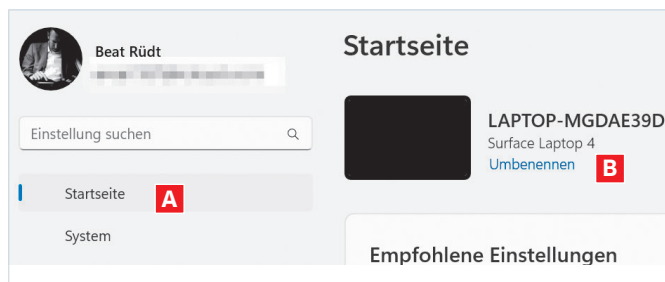 Beat Rüdt
Einstellung suchen
Startseite
A
System
Startseite
LAPTOP-MGDAE39D
Surface Laptop 4
Umbenennen
B
Empfohlene Einstellungen